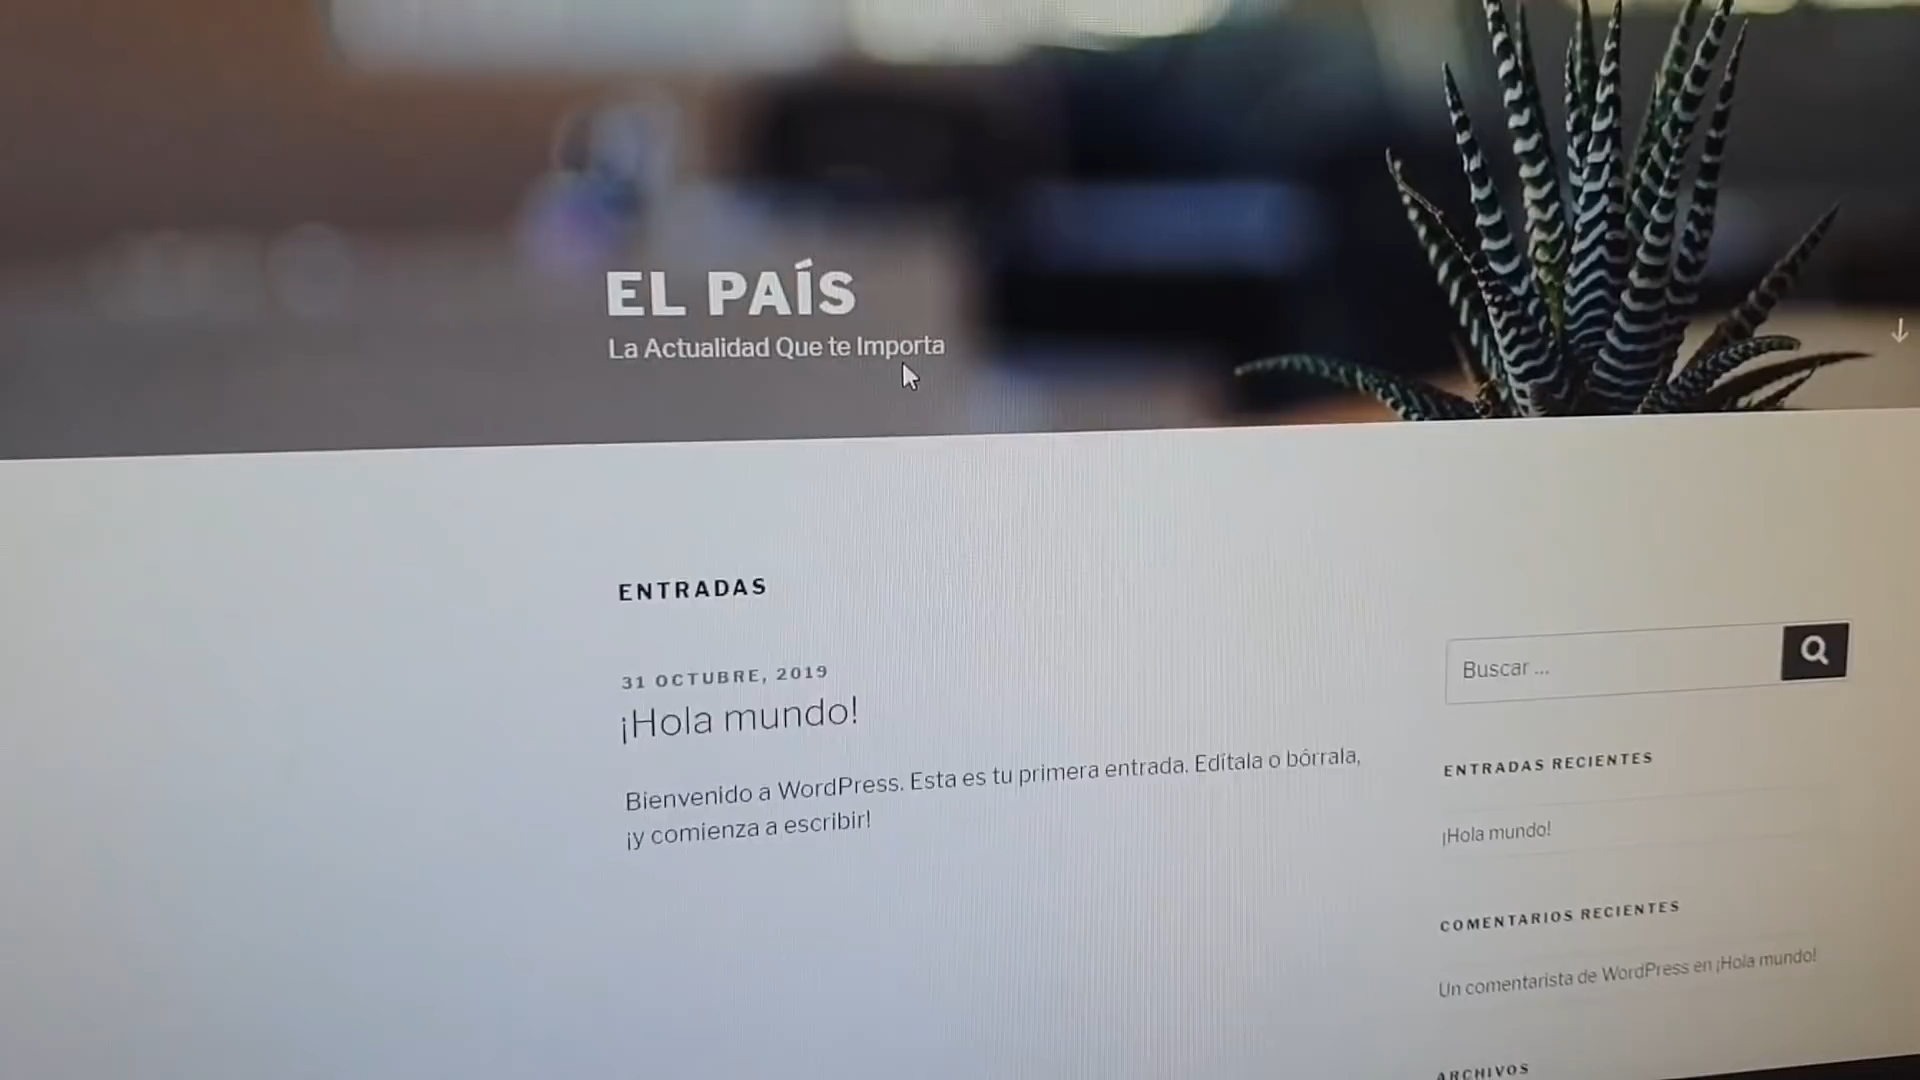 EL PAÍS
La Actualidad Que te Importa
ENTRADAS
31 OCTUBRE, 2019
¡Hola mundo!
Bienvenido a WordPress. Esta es tu primera entrada. Edítala o bórrala,
¡y comienza a escribir!
Buscar ...
ENTRADAS RECIENTES
¡Hola mundo!
COMENTARIOS RECIENTES
Un comentarista de WordPress en ¡Hola mundo!
ARCHIVOS